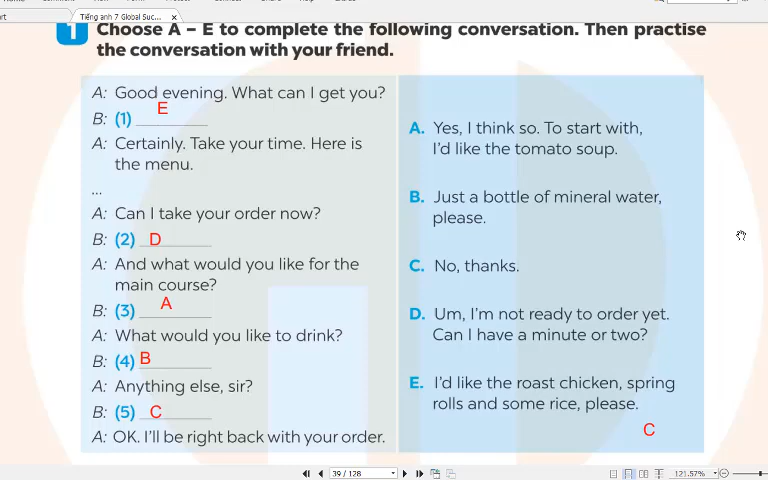 Tiếng anh 7 Global Suc... ×
1 Choose A – E to complete the following conversation. Then practise
the conversation with your friend.
A: Good evening. What can I get you?
B: (1) E
A: Certainly. Take your time. Here is
the menu.
...
A: Can I take your order now?
B: (2) D
A: And what would you like for the
main course?
B: (3) A
A: What would you like to drink?
B: (4) B
A: Anything else, sir?
B: (5) C
A: OK. I'll be right back with your order.
A. Yes, I think so. To start with,
I'd like the tomato soup.
B. Just a bottle of mineral water,
please.
C. No, thanks.
D. Um, I'm not ready to order yet.
Can I have a minute or two?
E. I'd like the roast chicken, spring
rolls and some rice, please.
C
39 / 128
121.57%